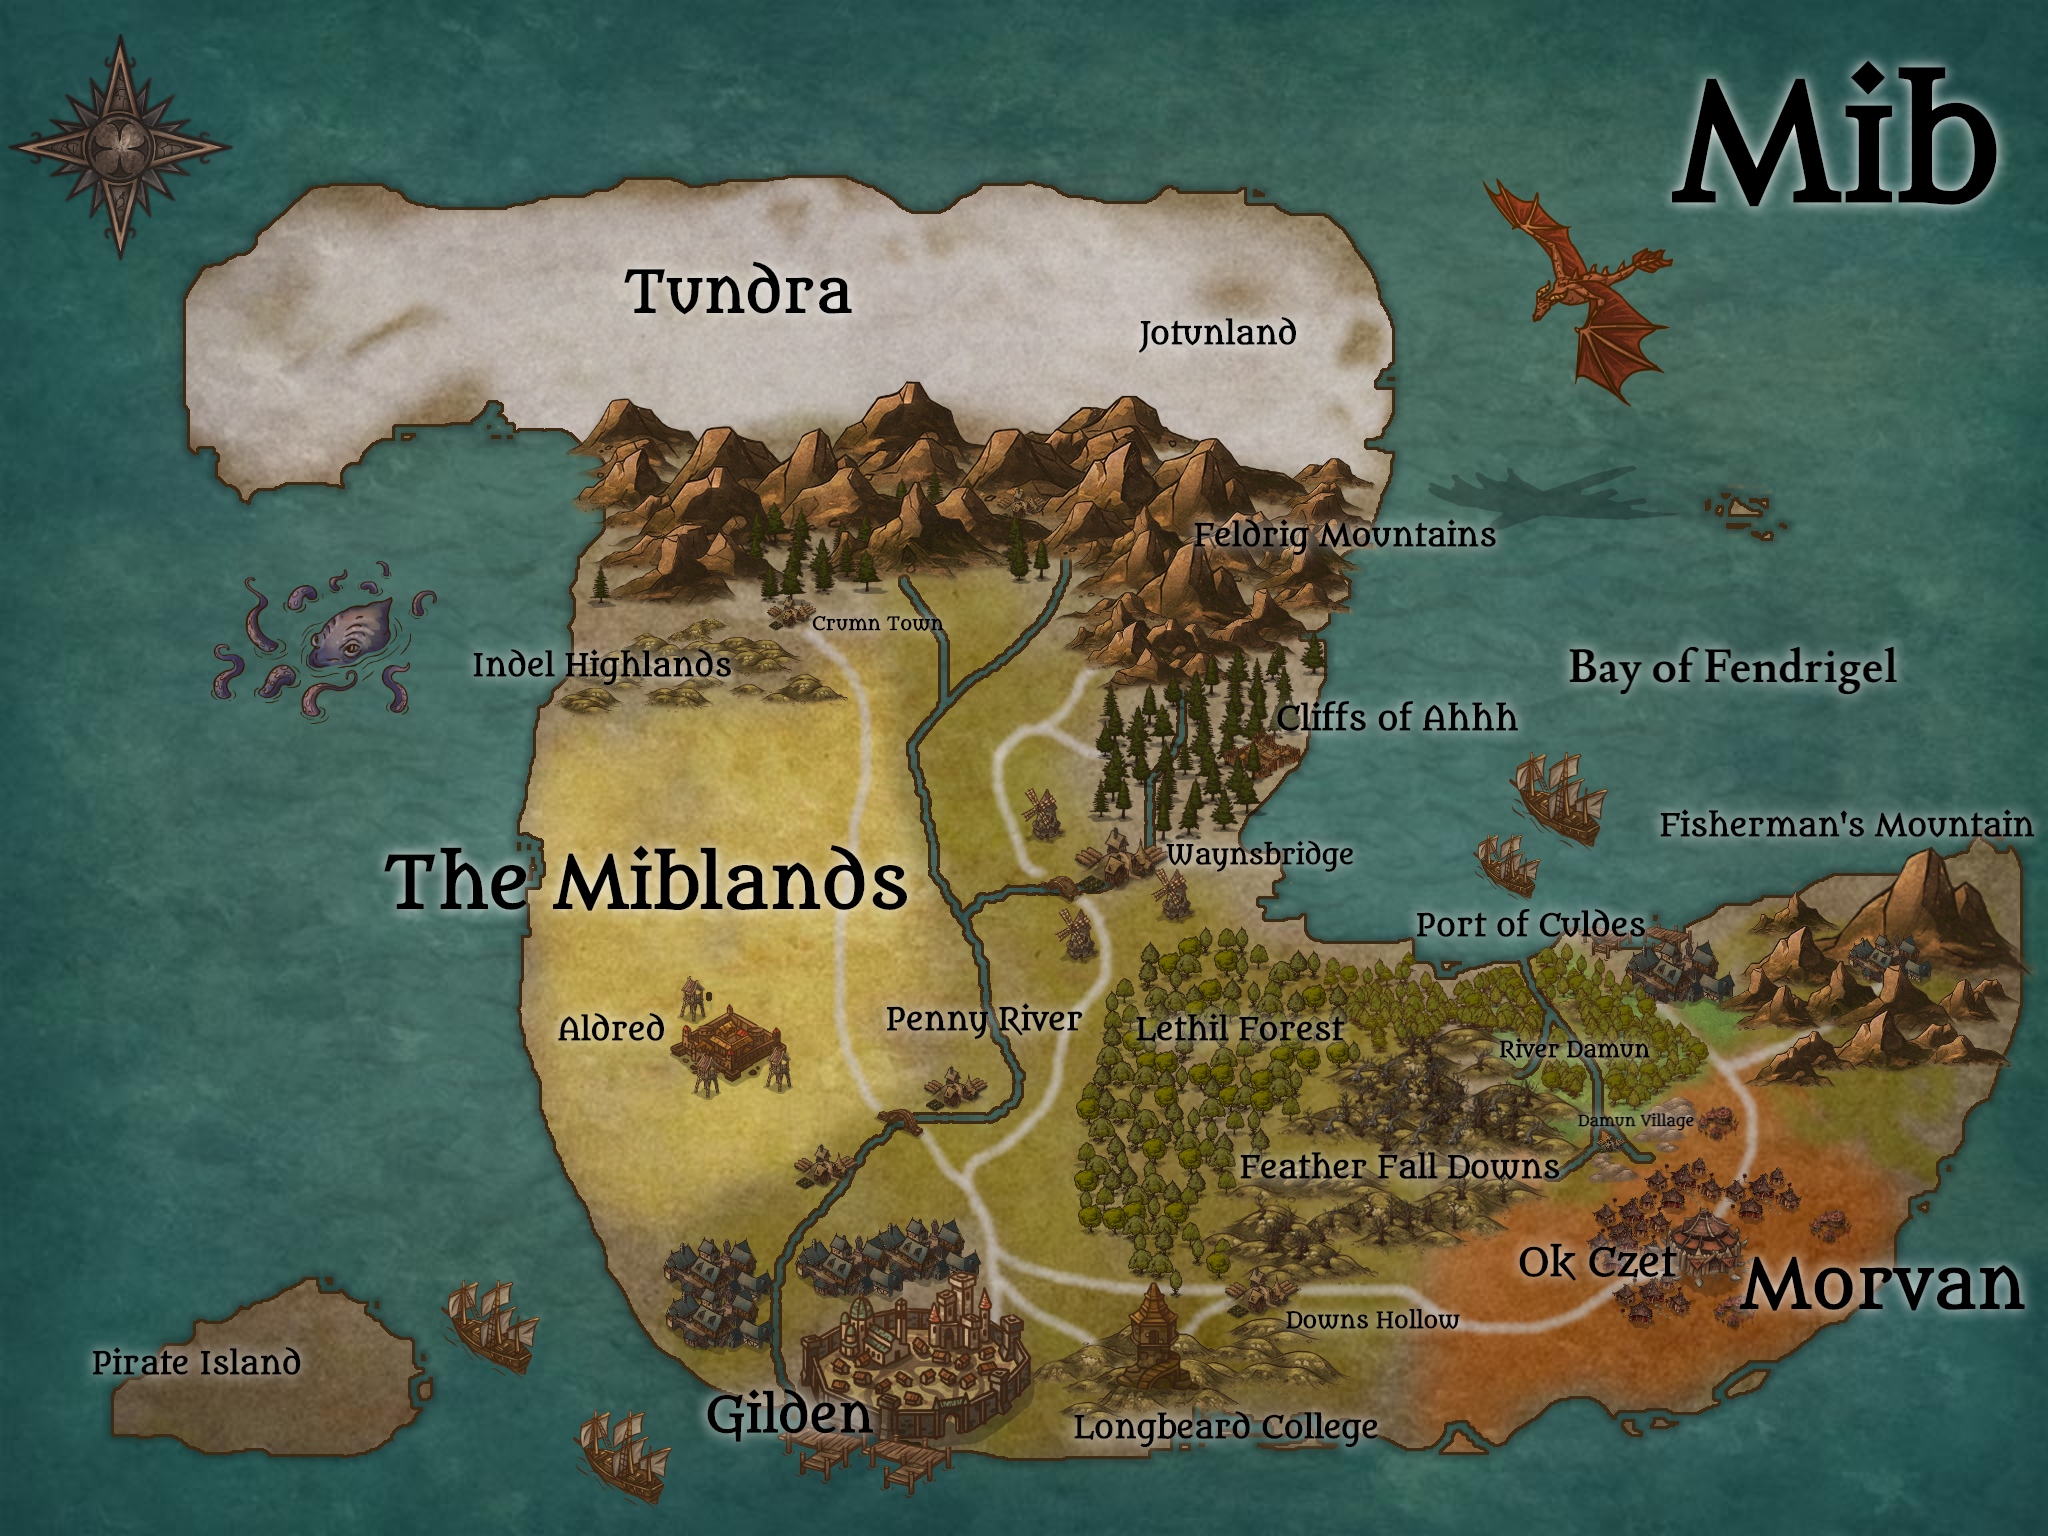 Mib
Tundra
Jotunland
Feldrig Mountains
Crumn Town
Indel Highlands
Bay of Fendrigel
Cliffs of Ahhh
Fisherman's Mountain
Waynsbridge
The Miblands
Port of Culdes
Penny River
Aldred
Lethil Forest
River Damun
Damun Village
Feather Fall Downs
Ok Czet
Morvan
Downs Hollow
Pirate Island
Gilden
Longbeard College